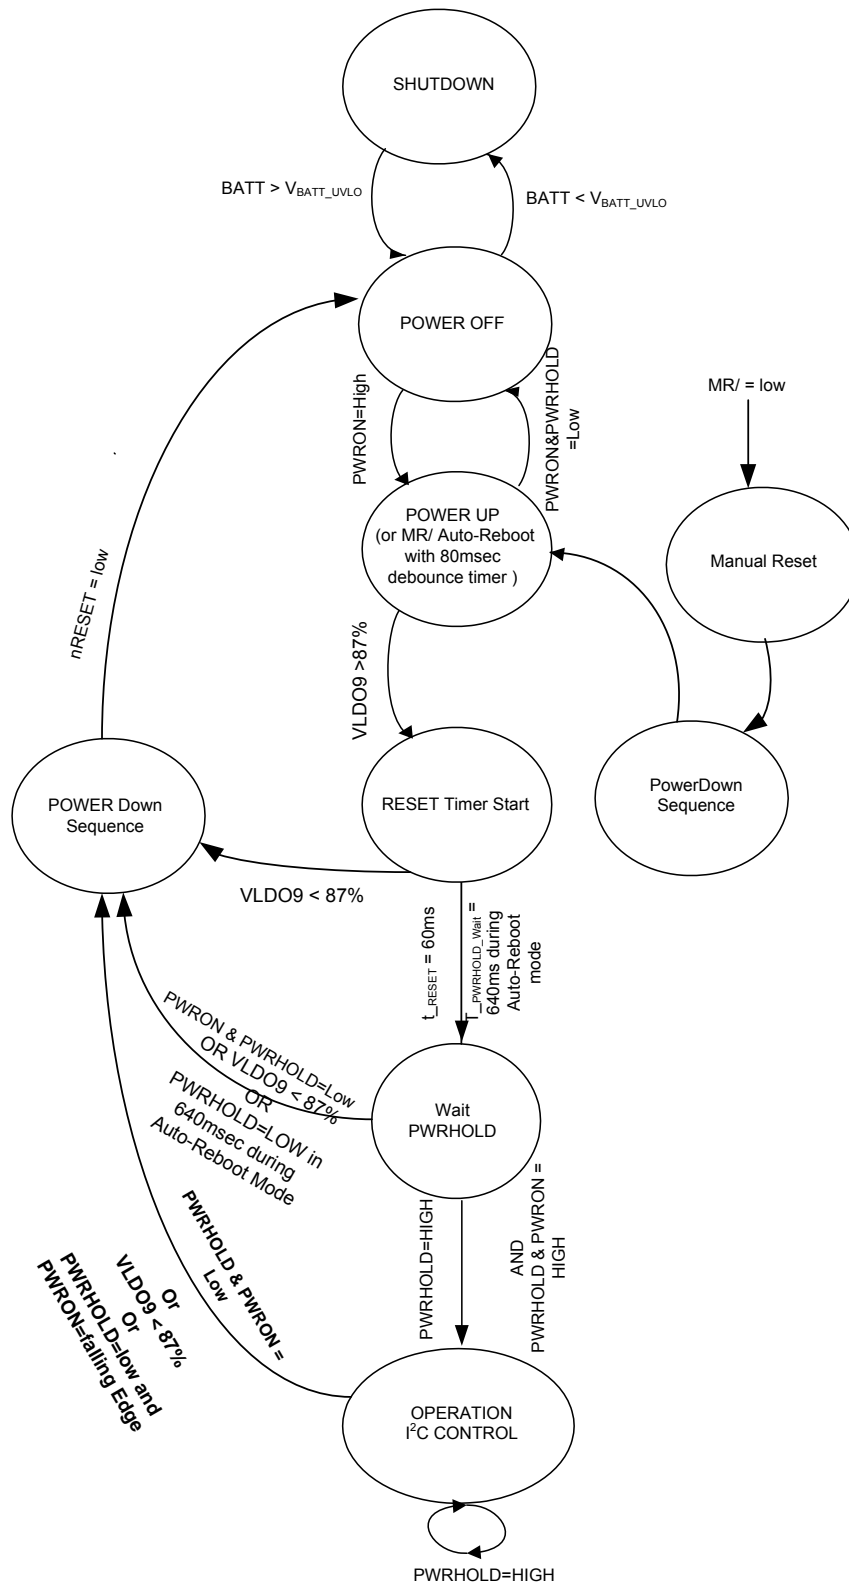 SHUTDOWN
BATT > V_BATT_UVLO
BATT < V_BATT_UVLO
POWER OFF
PWRON=High
PWRON&PWRHOLD
=Low
MR/ = low
POWER UP
(or MR/ Auto-Reboot
with 80msec
debounce timer )
Manual Reset
nRESET = low
VLDO9 >87%
POWER Down
Sequence
RESET Timer Start
PowerDown
Sequence
VLDO9 < 87%
t_RESET = 60ms
T_PWRHOLD_Wait =
640ms during
Auto-Reboot
mode
PWRON & PWRHOLD=Low
OR VLDO9 < 87%
OR
PWRHOLD=LOW in
640msec during
Auto-Reboot Mode
Wait
PWRHOLD
PWRHOLD=HIGH
AND
PWRHOLD & PWRON =
HIGH
PWRHOLD & PWRON =
Low
Or
VLDO9 < 87%
Or
PWRHOLD=low and
PWRON=falling Edge
OPERATION
I²C CONTROL
PWRHOLD=HIGH